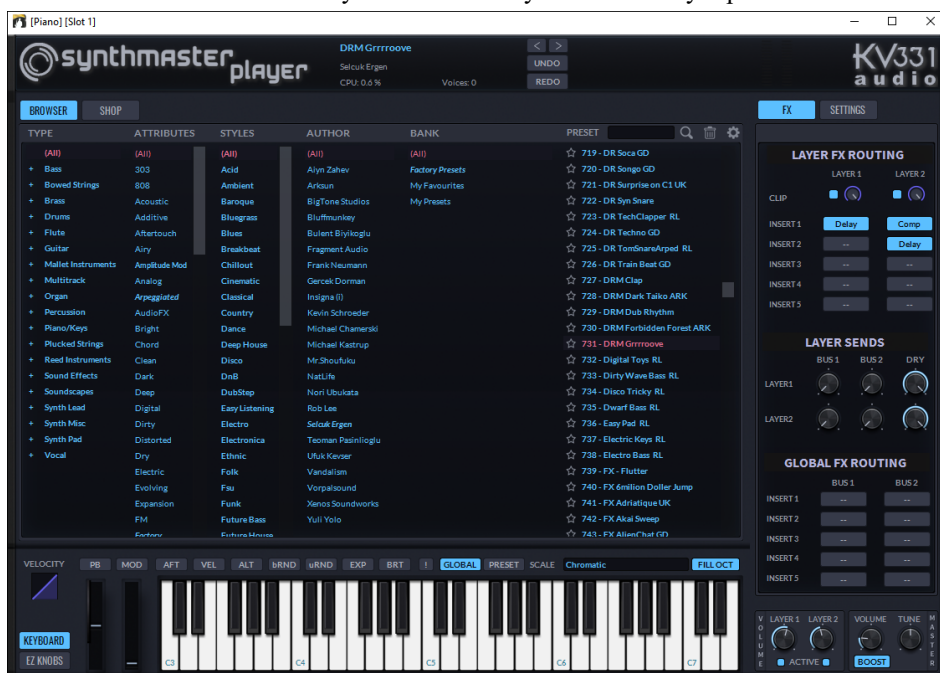 [Piano] [Slot 1]
synthmaster player
DRM Grrrroove
Selcuk Ergen
CPU: 0.6 % Voices: 0
< >
UNDO
REDO
KV331
audio
BROWSER SHOP
TYPE ATTRIBUTES STYLES AUTHOR BANK PRESET
(All) (All) (All) (All) (All) 719 - DR Soca GD
+ Bass 303 Acid Aiyn Zahev Factory Presets 720 - DR Songo GD
+ Bowed Strings 808 Ambient Arksun My Favourites 721 - DR Surprise on C1 UK
+ Brass Acoustic Baroque BigTone Studios My Presets 722 - DR Syn Snare
+ Drums Additive Bluegrass Bluffmunkey 723 - DR TechClapper RL
+ Flute Aftertouch Blues Bulent Biyikoglu 724 - DR Techno GD
+ Guitar Airy Breakbeat Fragment Audio 725 - DR TomSnareArped RL
+ Mallet Instruments Amplitude Mod Chillout Frank Neumann 726 - DR Train Beat GD
+ Multitrack Analog Cinematic Gercek Dorman 727 - DRM Clap
+ Organ Arpeggiated Classical Insigna (i) 728 - DRM Dark Taiko ARK
+ Percussion AudioFX Country Kevin Schroeder 729 - DRM Dub Rhythm
+ Piano/Keys Bright Dance Michael Chamerski 730 - DRM Forbidden Forest ARK
+ Plucked Strings Chord Deep House Michael Kastrup 731 - DRM Grrrroove
+ Reed Instruments Clean Disco Mr.Shoufuku 732 - Digital Toys RL
+ Sound Effects Dark DnB NatLife 733 - Dirty Wave Bass RL
+ Soundscapes Deep DubStep Nori Ubukata 734 - Disco Tricky RL
+ Synth Lead Digital Easy Listening Rob Lee 735 - Dwarf Bass RL
+ Synth Misc Dirty Electro Selcuk Ergen 736 - Easy Pad RL
+ Synth Pad Distorted Electronica Teoman Pasinlioglu 737 - Electric Keys RL
+ Vocal Dry Ethnic Ufuk Kevser 738 - Electro Bass RL
Electric Folk Vandalism 739 - FX - Flutter
Evolving Fsu Vorpalsound 740 - FX 6milion Doller Jump
Expansion Funk Xenos Soundworks 741 - FX Adriatique UK
FM Future Bass Yuli Yolo 742 - FX Akai Sweep
Factory Future House 743 - FX AlienChat GD
FX SETTINGS
LAYER FX ROUTING
LAYER 1 LAYER 2
CLIP
INSERT 1 Delay Comp
INSERT 2 -- Delay
INSERT 3 -- --
INSERT 4 -- --
INSERT 5 -- --
LAYER SENDS
BUS 1 BUS 2 DRY
LAYER1
LAYER2
GLOBAL FX ROUTING
BUS 1 BUS 2
INSERT 1 -- --
INSERT 2 -- --
INSERT 3 -- --
INSERT 4 -- --
INSERT 5 -- --
VELOCITY PB MOD AFT VEL ALT bRND uRND EXP BRT ! GLOBAL PRESET SCALE Chromatic FILL OCT
KEYBOARD
EZ KNOBS
C3 C4 C5 C6 C7
VOLUME LAYER 1 LAYER 2 VOLUME TUNE MASTER
ACTIVE BOOST